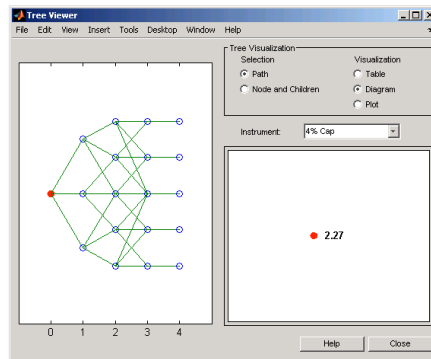 Tree Viewer
File Edit View Insert Tools Desktop Window Help
Tree Visualization
Selection Visualization
Path Table
Node and Children Diagram
Plot
Instrument: 4% Cap
2.27
0 1 2 3 4
Help Close